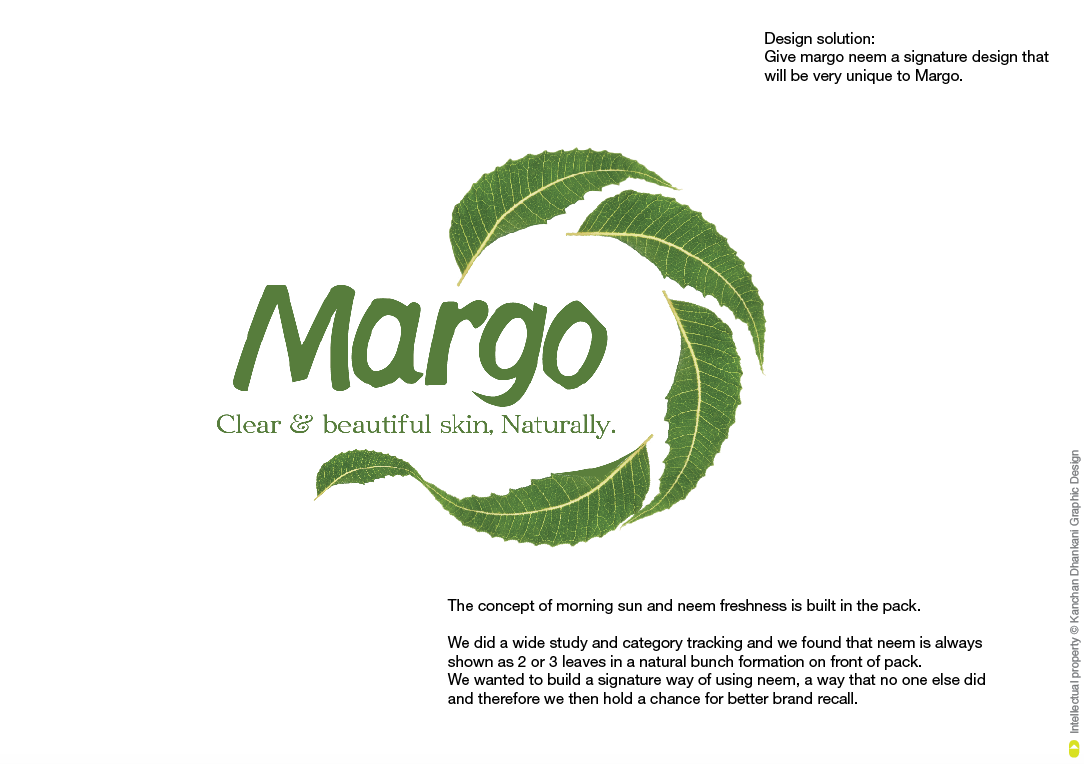 Design solution:
Give margo neem a signature design that
will be very unique to Margo.
Margo
Clear & beautiful skin, Naturally.
The concept of morning sun and neem freshness is built in the pack.
We did a wide study and category tracking and we found that neem is always
shown as 2 or 3 leaves in a natural bunch formation on front of pack.
We wanted to build a signature way of using neem, a way that no one else did
and therefore we then hold a chance for better brand recall.
Intellectual property © Kanchan Dhankani Graphic Design